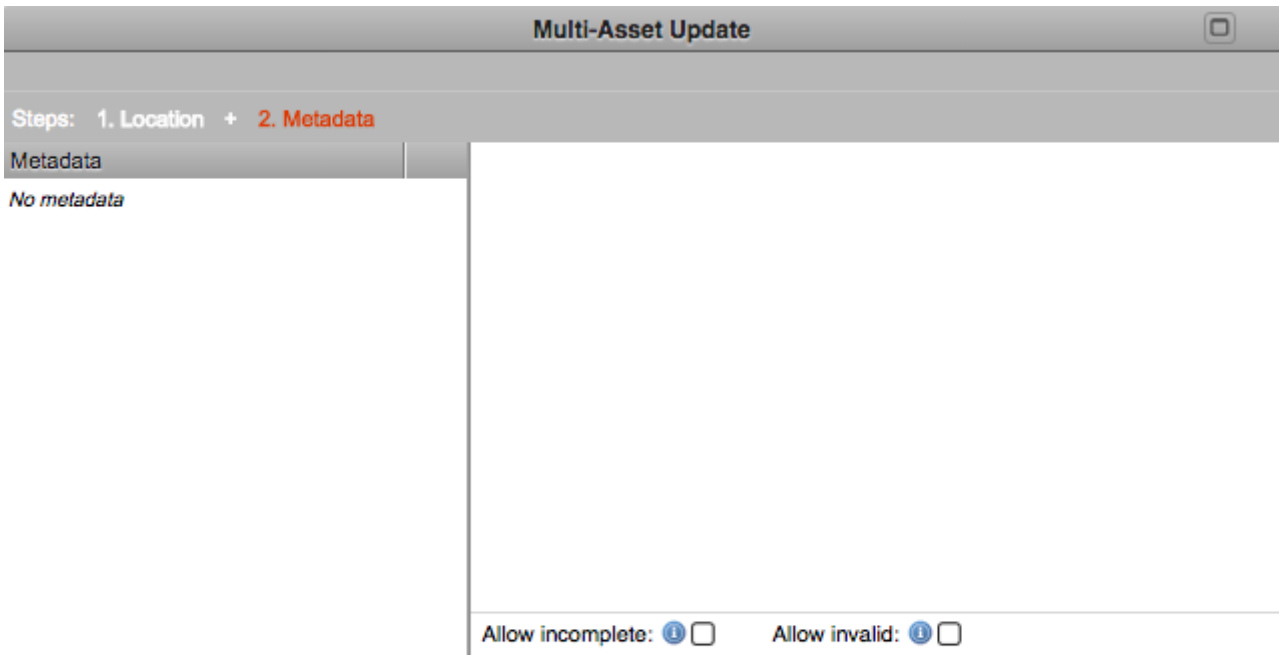 Multi-Asset Update
Steps: 1. Location + 2. Metadata
Metadata
No metadata
Allow incomplete: Allow invalid: